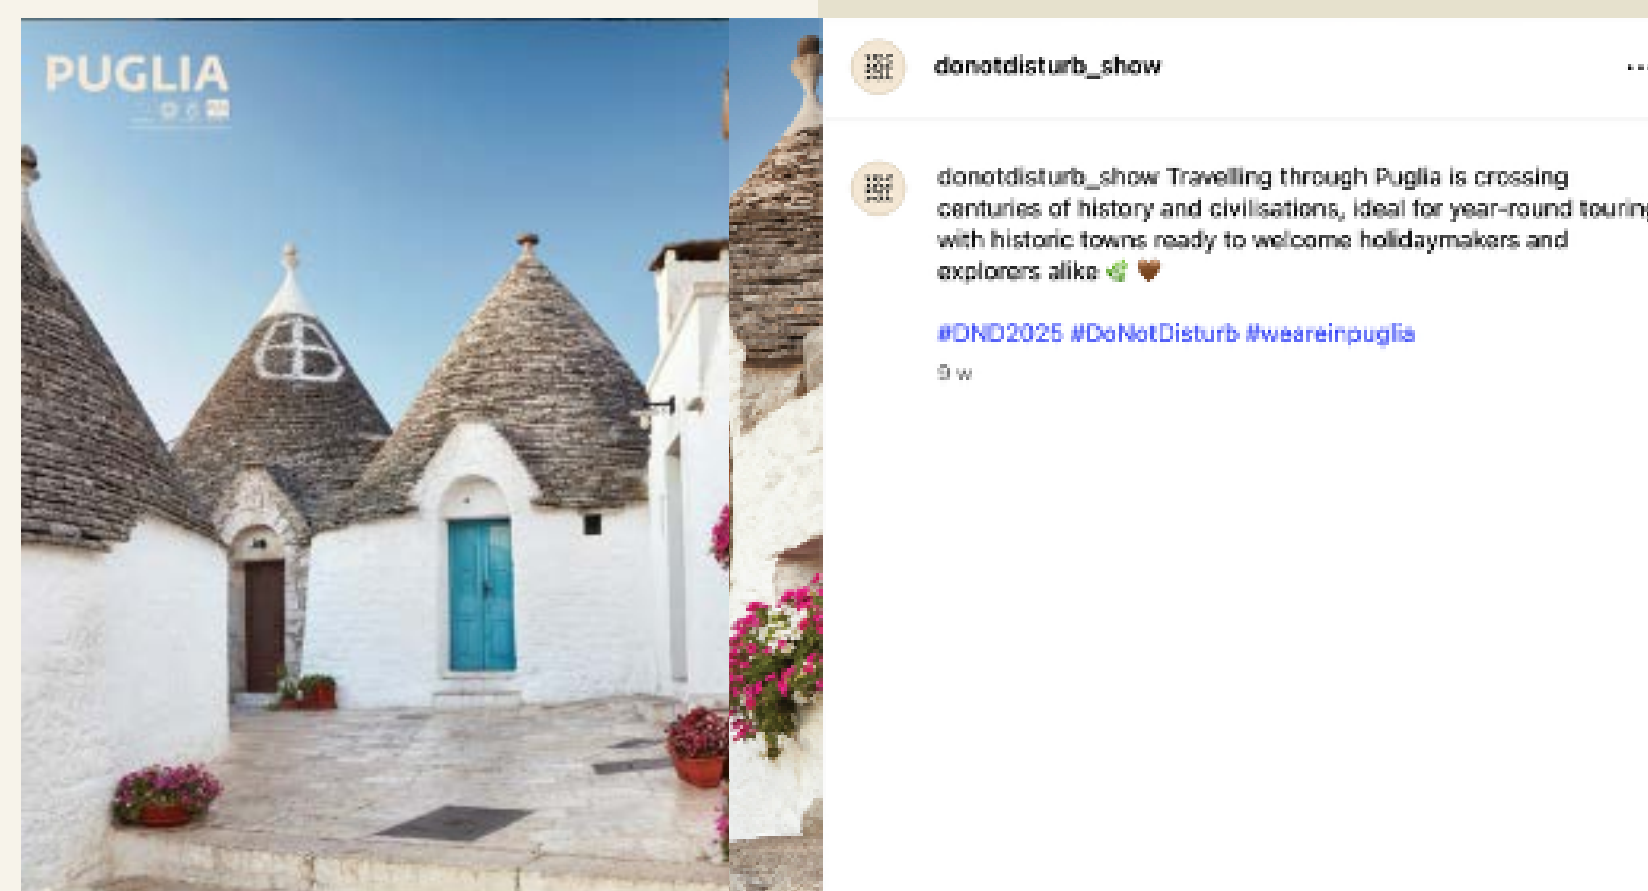 PUGLIA
donotdisturb_show
donotdisturb_show Travelling through Puglia is crossing
centuries of history and civilisations, ideal for year-round touring
with historic towns ready to welcome holidaymakers and
explorers alike 🌿 🤎
#DND2025 #DoNotDisturb #weareinpuglia
9 w